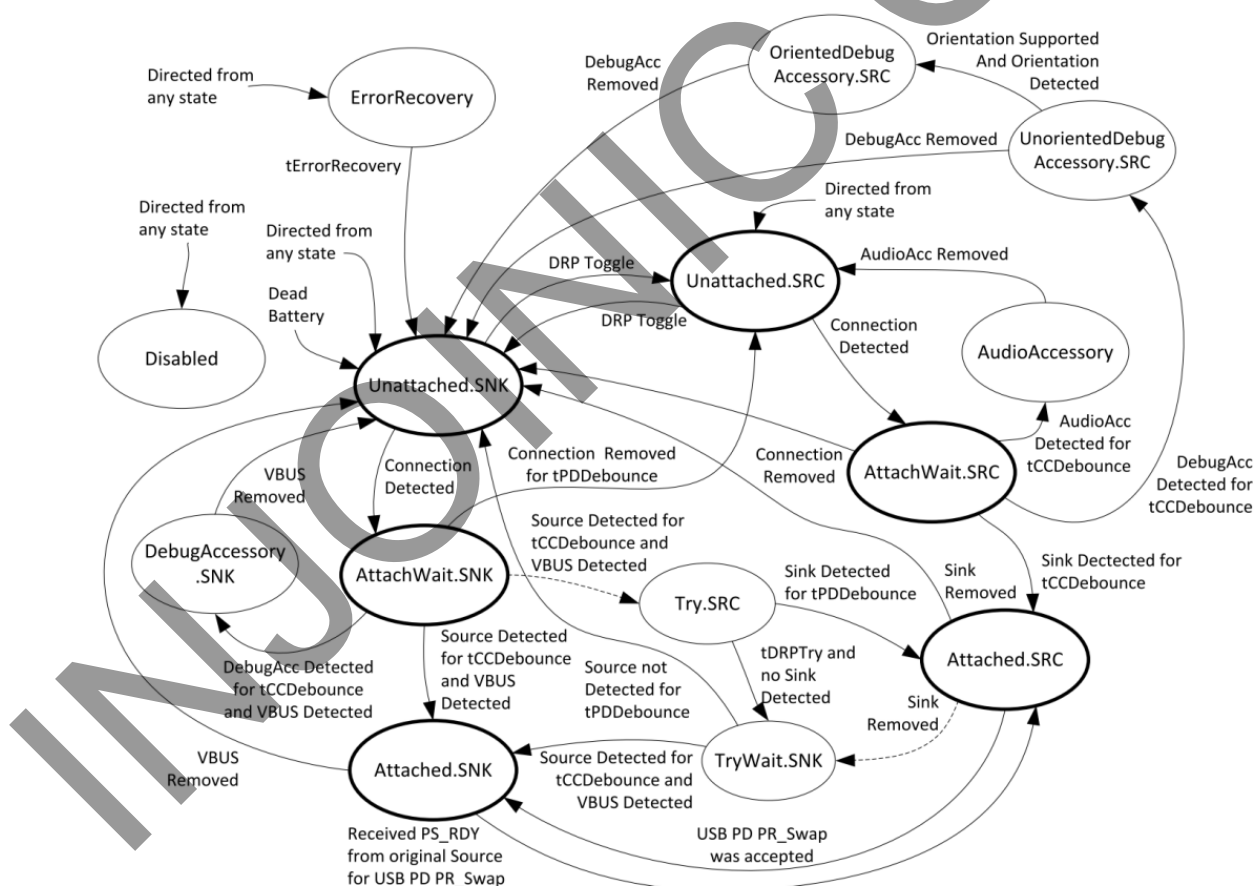 OrientedDebug
Accessory.SRC
Orientation Supported
And Orientation
Detected
DebugAcc
Removed
Directed from
any state
ErrorRecovery
UnorientedDebug
Accessory.SRC
DebugAcc Removed
tErrorRecovery
Directed from
any state
Directed from
any state
Directed from
any state
DRP Toggle
Unattached.SRC
AudioAcc Removed
Dead
Battery
DRP Toggle
Connection
Detected
AudioAccessory
Disabled
Unattached.SNK
AudioAcc
Detected for
tCCDebounce
Connection
Detected
Connection Removed
for tPDDebounce
Connection
Removed
AttachWait.SRC
DebugAcc
Detected for
tCCDebounce
VBUS
Removed
Source Detected for
tCCDebounce and
VBUS Detected
DebugAccessory
.SNK
AttachWait.SNK
Try.SRC
Sink Detected
for tPDDebounce
Sink
Removed
Sink Dectected for
tCCDebounce
Source Detected
for tCCDebounce
and VBUS
Detected
DebugAcc Detected
for tCCDebounce
and VBUS Detected
Source not
Detected for
tPDDebounce
tDRPTry and
no Sink
Detected
Attached.SRC
Sink
Removed
VBUS
Removed
Attached.SNK
Source Detected for
tCCDebounce and
VBUS Detected
TryWait.SNK
Received PS_RDY
from original Source
for USB PD PR_Swap
USB PD PR_Swap
was accepted
INJOINIC